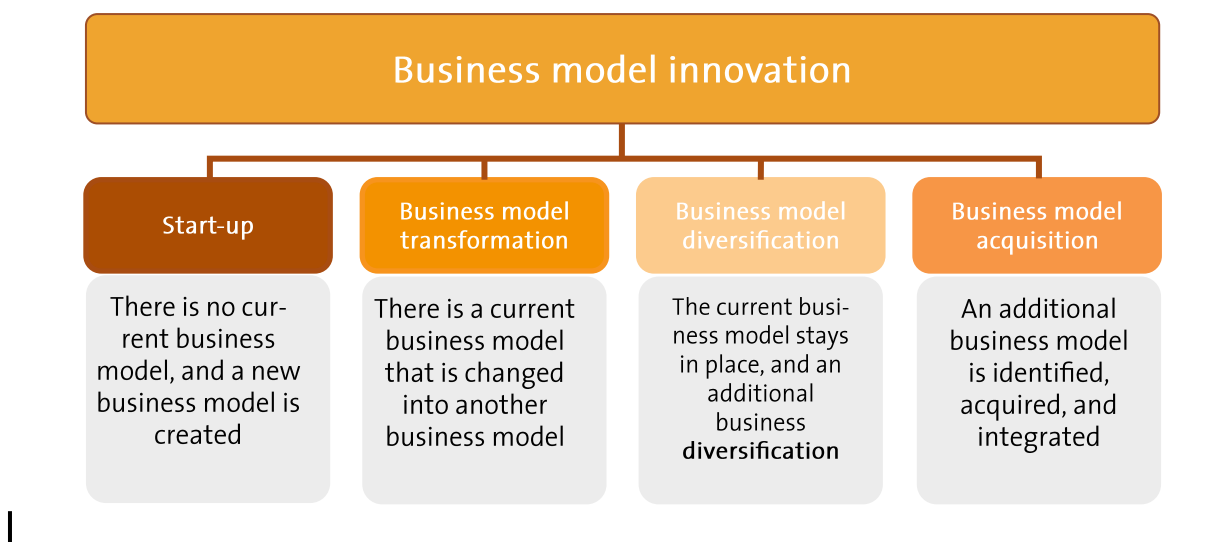 Business model innovation
Start-up
There is no cur-
rent business
model, and a new
business model is
created
Business model
transformation
There is a current
business model
that is changed
into another
business model
Business model
diversification
The current busi-
ness model stays
in place, and an
additional
business
diversification
Business model
acquisition
An additional
business model
is identified,
acquired, and
integrated